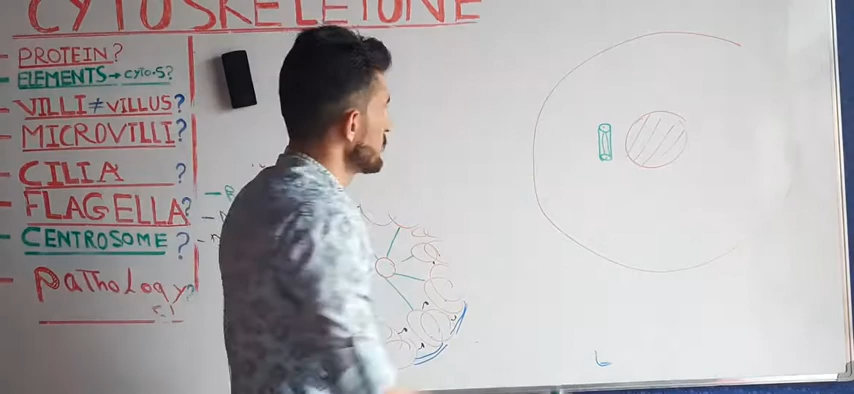 CYTOSKELETONE
PROTEIN?
ELEMENTS→CYTO.S?
VILLI≠VILLUS?
MICROVILLI?
CILIA ?
FLAGELLA?
CENTROSOME ?
Pathology?